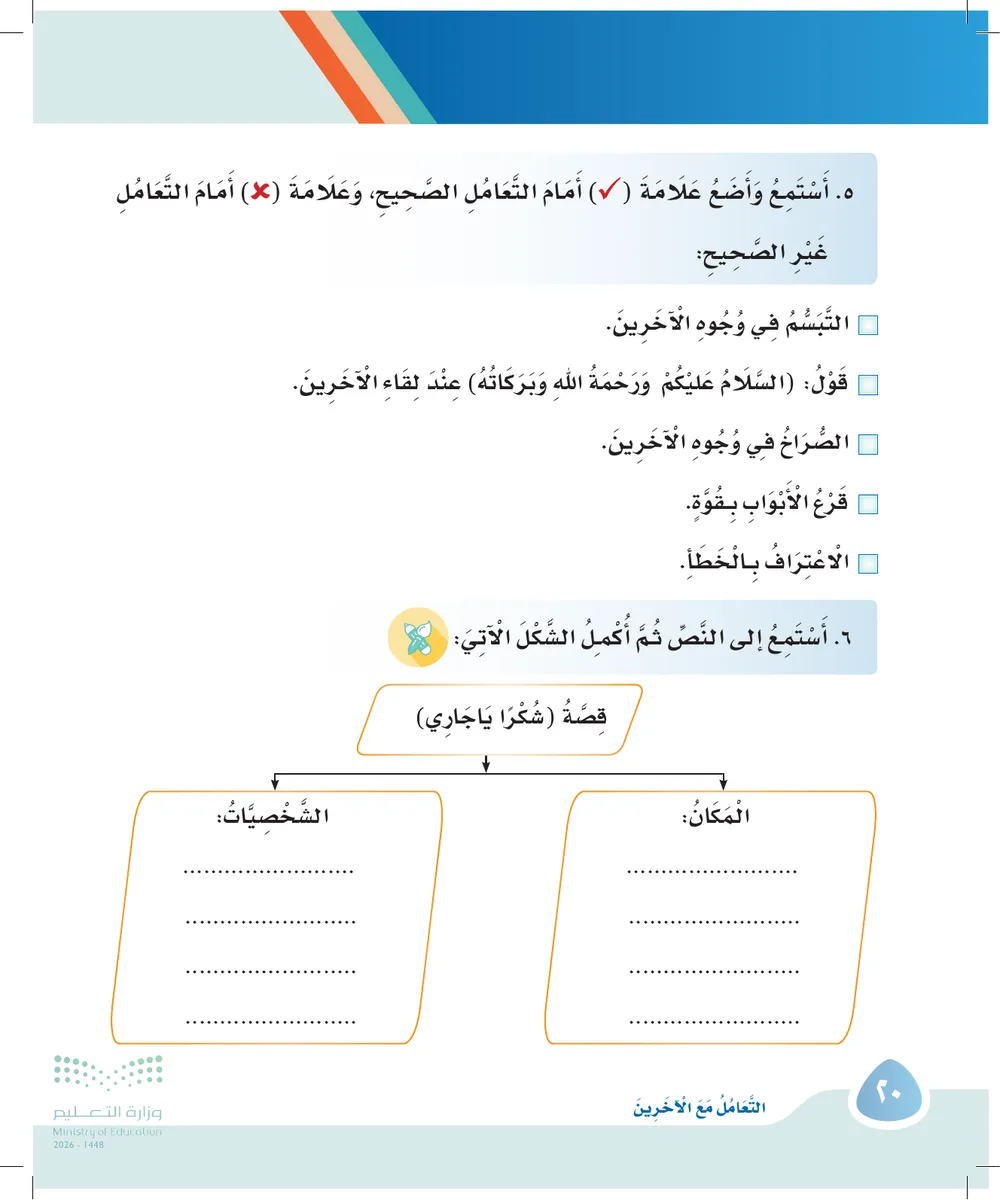 ٥. أَسْتَمِعُ وَأَضَعُ عَلَامَةَ (✓) أَمَامَ التَّعَامُلِ الصَّحِيحِ، وَعَلَامَةَ (✘) أَمَامَ التَّعَامُلِ
غَيْرِ الصَّحِيحِ:
التَّبَسُّمُ فِي وُجُوهِ الْآخَرِينَ.
قَوْلُ: (السَّلَامُ عَليْكُمْ وَرَحْمَةُ اللهِ وَبَرَكَاتُهُ) عِنْدَ لِقَاءِ الْآخَرِينَ.
الصُّرَاخُ فِي وُجُوهِ الْآخَرِينَ.
قَرْعُ الْأَبْوَابِ بِقُوَّةٍ.
الْاعْتِرَافُ بِالْخَطَأِ.
٦. أَسْتَمِعُ إلى النَّصِّ ثُمَّ أُكْمِلُ الشَّكْلَ الْآتِيَ:
قِصَّةُ (شُكْرًا يَاجَارِي)
الْمَكَانُ:
........................
........................
........................
........................
الشَّخْصِيَّاتُ:
........................
........................
........................
........................
التَّعَامُلُ مَعَ الْآخَرِينَ
٢٠
وزارة التعليم
Ministry of Education
2026 - 1448